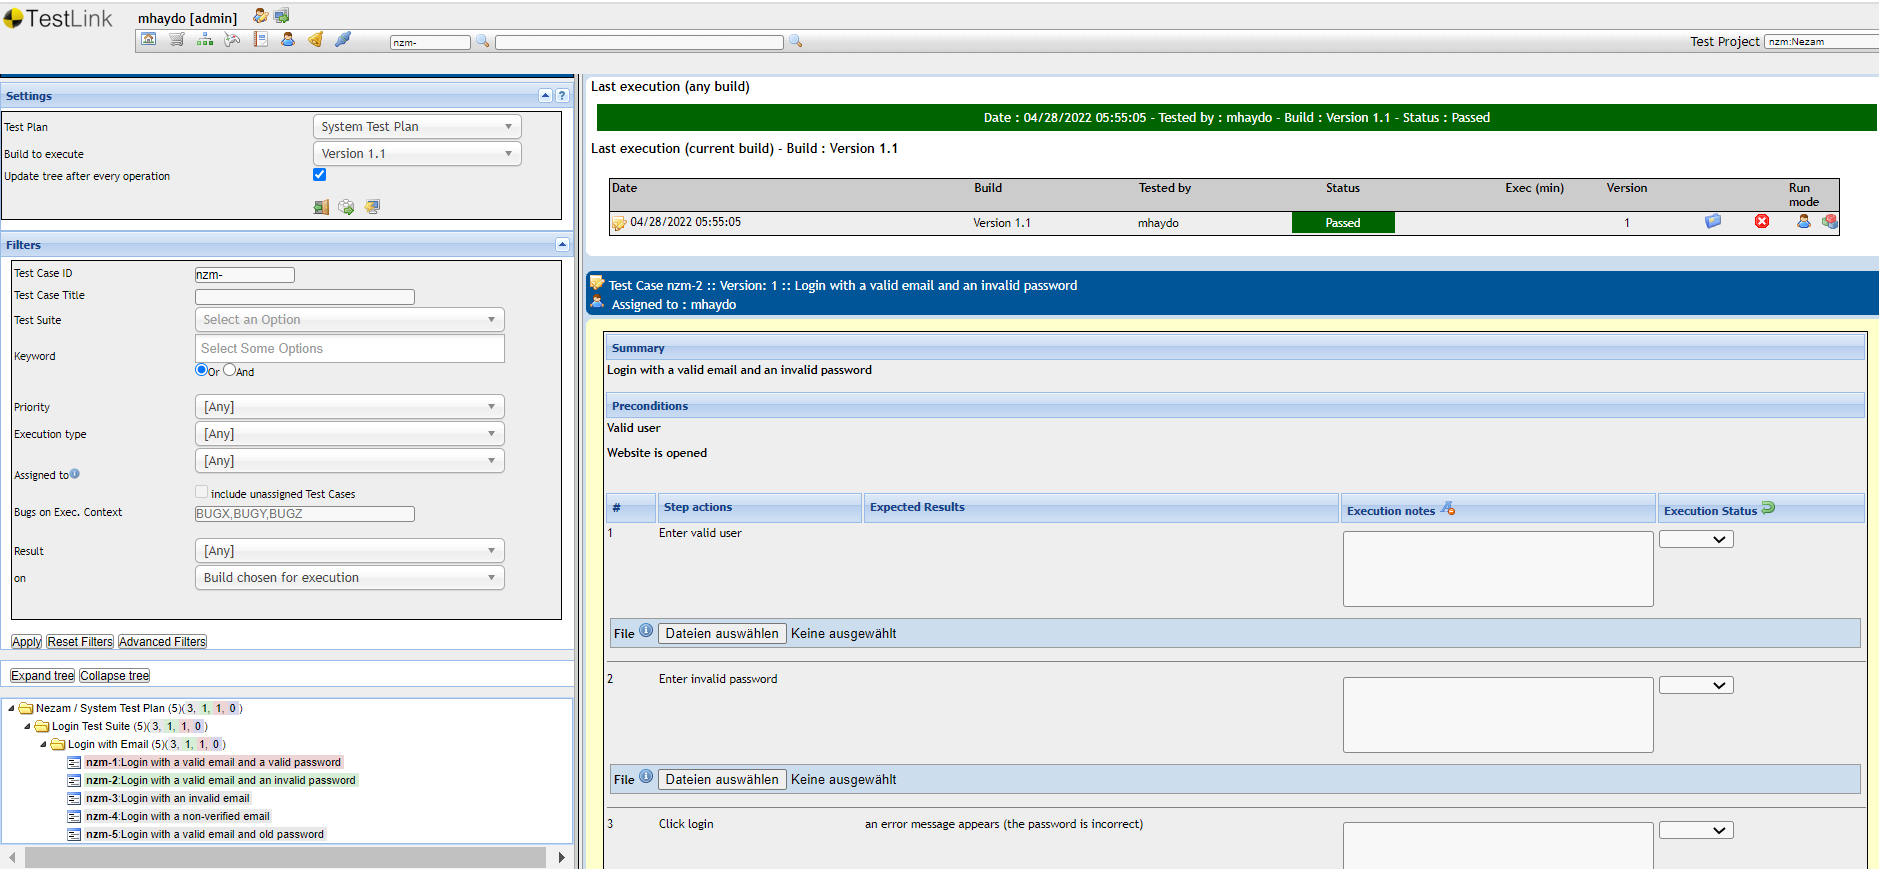 TestLink
mhaydo [admin]
nzm-
Test Project nzm:Nezam
Settings
Test Plan System Test Plan
Build to execute Version 1.1
Update tree after every operation
Filters
Test Case ID nzm-
Test Case Title
Test Suite Select an Option
Keyword Select Some Options
Or And
Priority [Any]
Execution type [Any]
[Any]
Assigned to
include unassigned Test Cases
Bugs on Exec. Context BUGX,BUGY,BUGZ
Result [Any]
on Build chosen for execution
Apply Reset Filters Advanced Filters
Expand tree Collapse tree
Nezam / System Test Plan (5)(3, 1, 1, 0)
Login Test Suite (5)(3, 1, 1, 0)
Login with Email (5)(3, 1, 1, 0)
nzm-1:Login with a valid email and a valid password
nzm-2:Login with a valid email and an invalid password
nzm-3:Login with an invalid email
nzm-4:Login with a non-verified email
nzm-5:Login with a valid email and old password
Last execution (any build)
Date : 04/28/2022 05:55:05 - Tested by : mhaydo - Build : Version 1.1 - Status : Passed
Last execution (current build) - Build : Version 1.1
Date Build Tested by Status Exec (min) Version Run mode
04/28/2022 05:55:05 Version 1.1 mhaydo Passed 1
Test Case nzm-2 :: Version: 1 :: Login with a valid email and an invalid password
Assigned to : mhaydo
Summary
Login with a valid email and an invalid password
Preconditions
Valid user
Website is opened
# Step actions Expected Results Execution notes Execution Status
1 Enter valid user
File Dateien auswählen Keine ausgewählt
2 Enter invalid password
File Dateien auswählen Keine ausgewählt
3 Click login an error message appears (the password is incorrect)